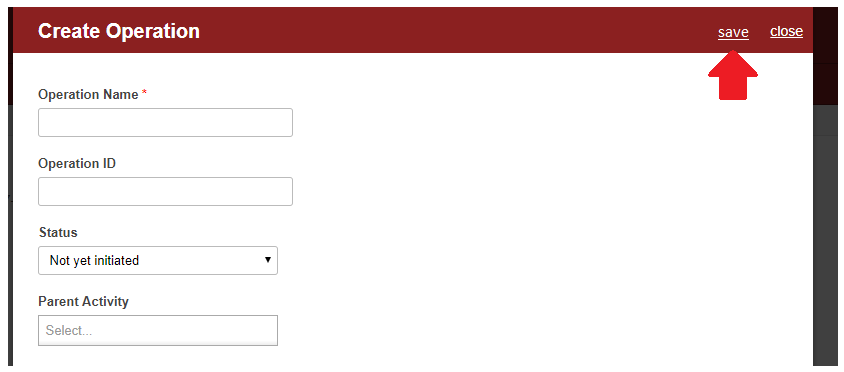 Create Operation save close
Operation Name *
Operation ID
Status
Not yet initiated
Parent Activity
Select...